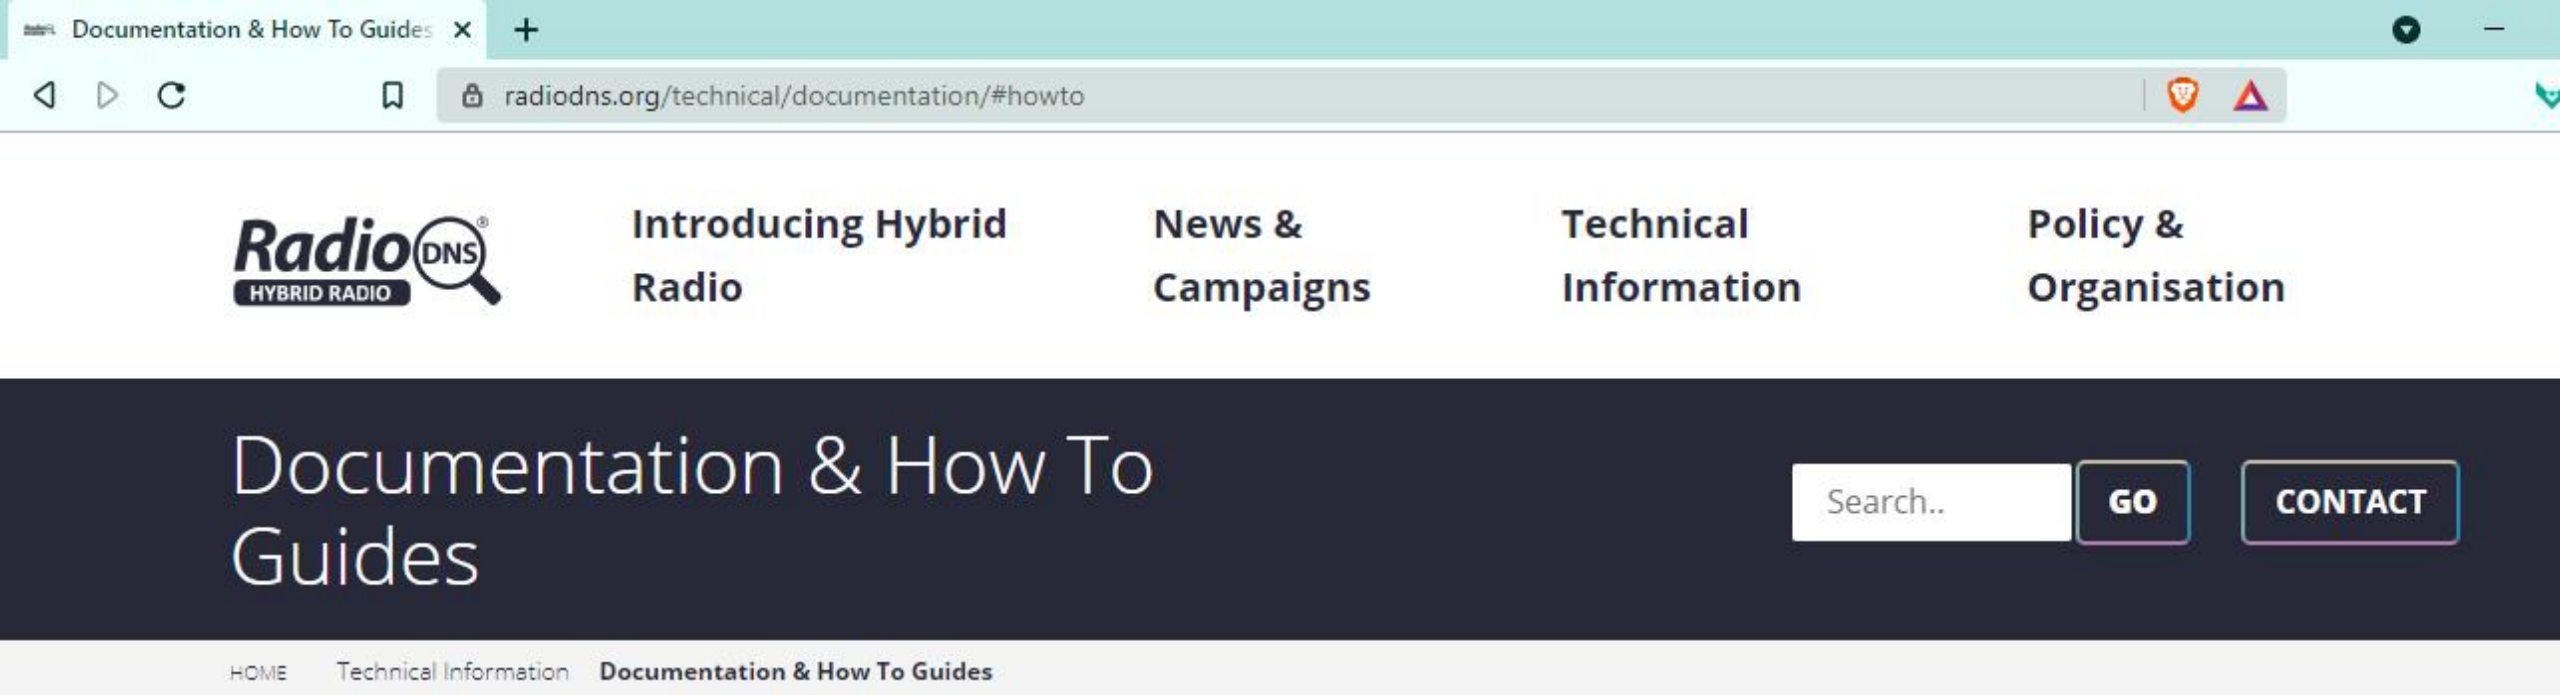 Documentation & How To Guides
radiodns.org/technical/documentation/#howto
Radio DNS®
HYBRID RADIO
Introducing Hybrid
Radio
News &
Campaigns
Technical
Information
Policy &
Organisation
Documentation & How To
Guides
Search..
GO
CONTACT
HOME Technical Information Documentation & How To Guides